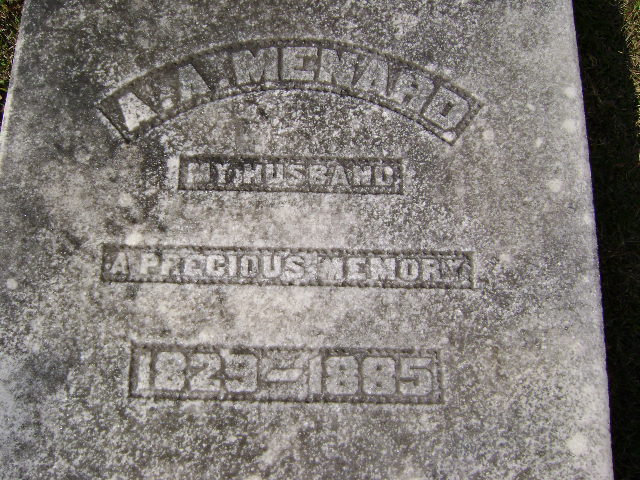 A. A. MENARD.
MY HUSBAND
A PRECIOUS MEMORY.
1829–1885